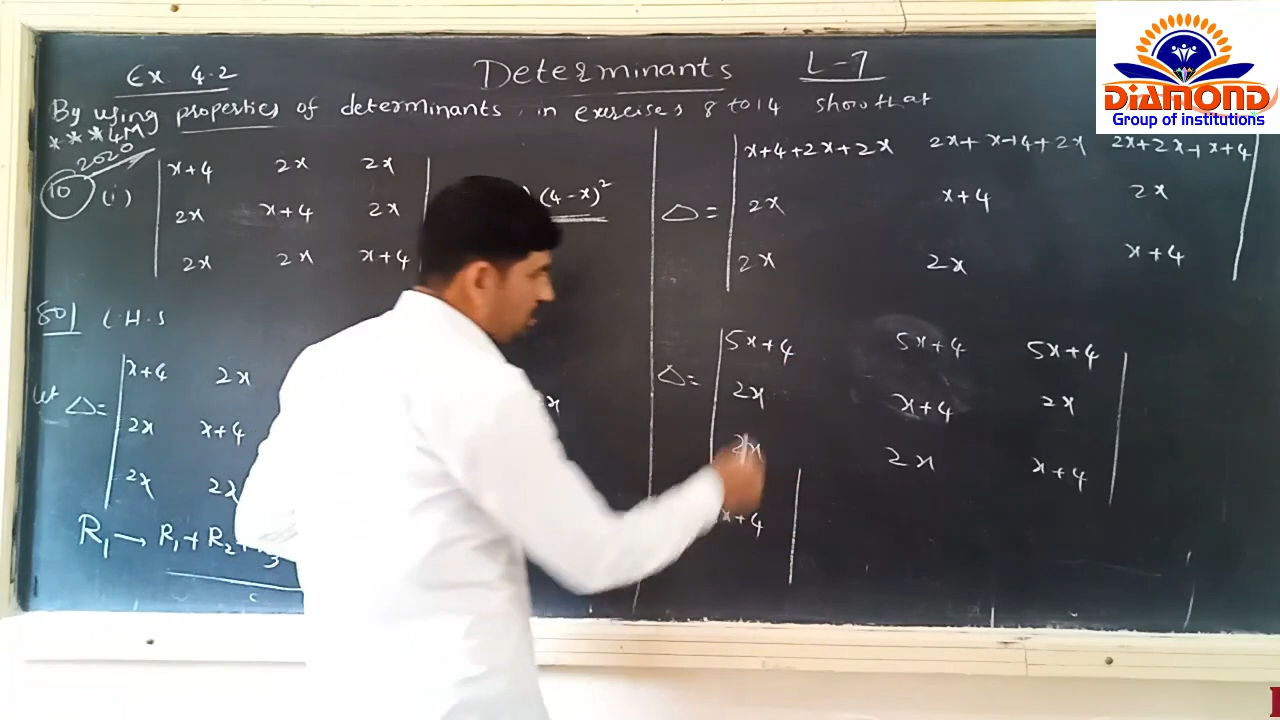 Ex. 4.2
Determinants L-7
By using properties of determinants, in exercises 8 to 14 show that
*** 4M
2020
10 (i)
x+4 2x 2x
2x x+4 2x
2x 2x x+4
(4-x)²
Sol L.H.S
let Δ=
x+4 2x
2x x+4
2x 2x
R₁→ R₁+R₂+R₃
Δ=
x+4+2x+2x 2x+x+4+2x 2x+2x+x+4
2x x+4 2x
2x 2x x+4
Δ=
5x+4 5x+4 5x+4
2x x+4 2x
2x 2x x+4
x+4
DIAMOND
Group of institutions